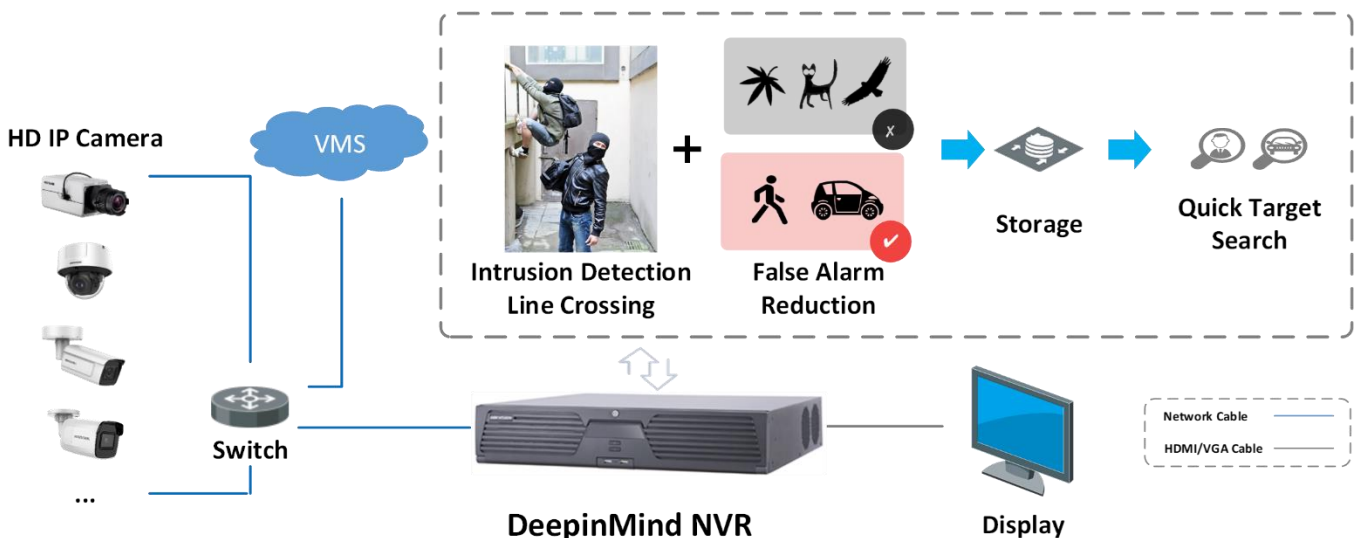 HD IP Camera
VMS
Intrusion Detection
Line Crossing
False Alarm
Reduction
Storage
Quick Target
Search
Switch
...
DeepinMind NVR
Display
Network Cable
HDMI/VGA Cable